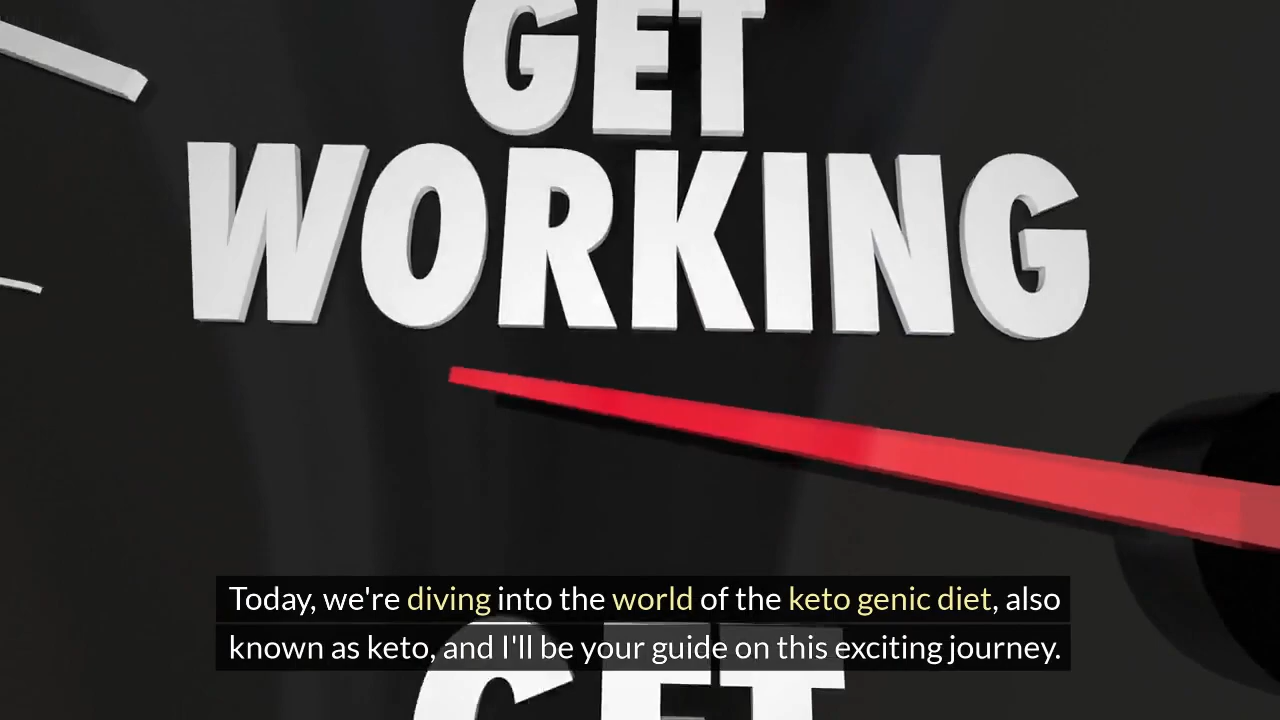 GET
WORKING
Today, we're diving into the world of the keto genic diet, also
known as keto, and I'll be your guide on this exciting journey.
GET